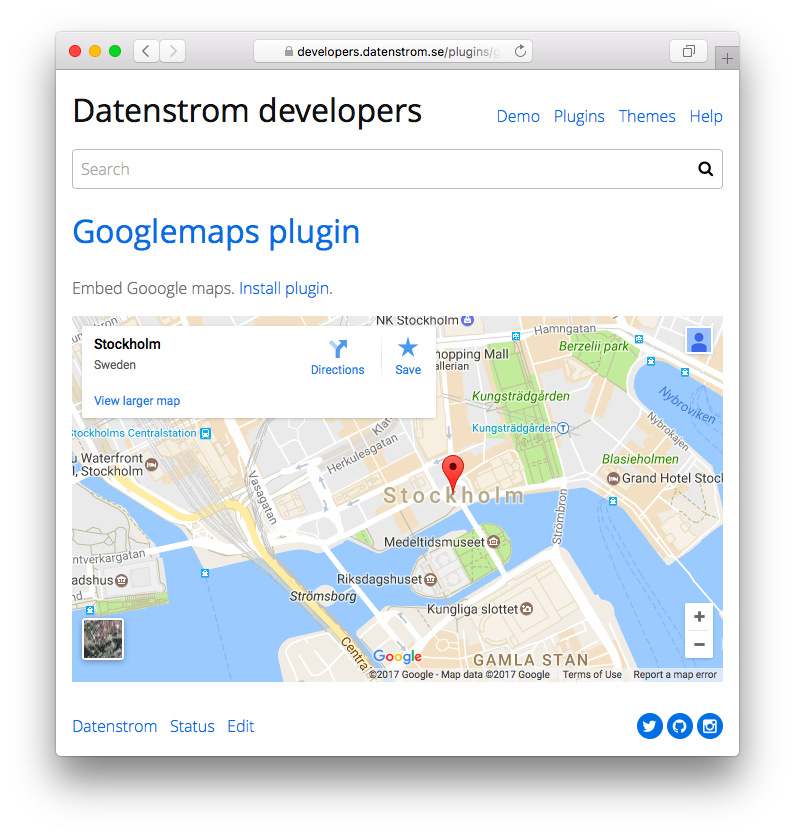 developers.datenstrom.se/plugins/g
Datenstrom developers
Demo Plugins Themes Help
Search
Googlemaps plugin
Embed Gooogle maps. Install plugin.
Stockholm
Sweden
View larger map
Directions
Save
NK Stockholm
Hamngatan
hopping Mall
allerian
Berzelii park
Kungsträdgården
Nybroviken
Kungsträdgården
Nybrokajen
Stockholms Centralstation
Klar
Herkulesgatan
Blasieholmen
u Waterfront
l, Stockholm
Vasagatan
Grand Hotel Stock
Stockholm
Strömbron
Medeltidsmuseet
ntverkargatan
adshus
Riksdagshuset
Strömsborg
Kungliga slottet
Central
GAMLA STAN
Google
©2017 Google - Map data ©2017 Google
Terms of Use
Report a map error
Datenstrom Status Edit